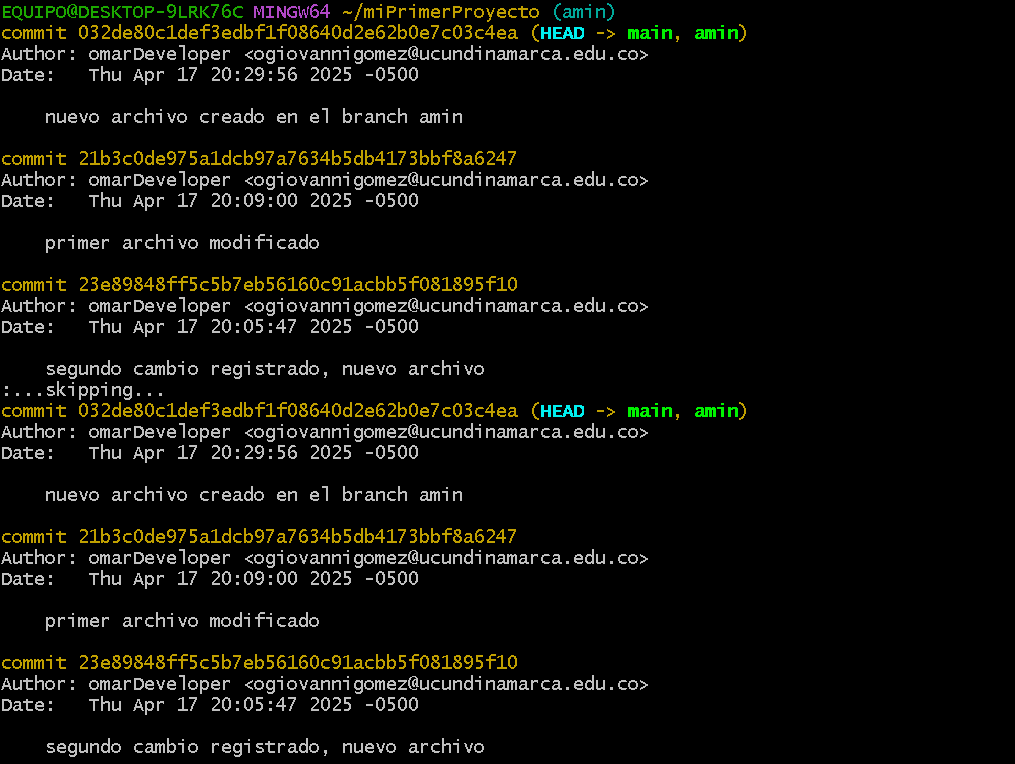 EQUIPO@DESKTOP-9LRK76C MINGW64 ~/miPrimerProyecto (amin)
commit 032de80c1def3edbf1f08640d2e62b0e7c03c4ea (HEAD -> main, amin)
Author: omarDeveloper <ogiovannigomez@ucundinamarca.edu.co>
Date:   Thu Apr 17 20:29:56 2025 -0500

    nuevo archivo creado en el branch amin

commit 21b3c0de975a1dcb97a7634b5db4173bbf8a6247
Author: omarDeveloper <ogiovannigomez@ucundinamarca.edu.co>
Date:   Thu Apr 17 20:09:00 2025 -0500

    primer archivo modificado

commit 23e89848ff5c5b7eb56160c91acbb5f081895f10
Author: omarDeveloper <ogiovannigomez@ucundinamarca.edu.co>
Date:   Thu Apr 17 20:05:47 2025 -0500

    segundo cambio registrado, nuevo archivo
:...skipping...
commit 032de80c1def3edbf1f08640d2e62b0e7c03c4ea (HEAD -> main, amin)
Author: omarDeveloper <ogiovannigomez@ucundinamarca.edu.co>
Date:   Thu Apr 17 20:29:56 2025 -0500

    nuevo archivo creado en el branch amin

commit 21b3c0de975a1dcb97a7634b5db4173bbf8a6247
Author: omarDeveloper <ogiovannigomez@ucundinamarca.edu.co>
Date:   Thu Apr 17 20:09:00 2025 -0500

    primer archivo modificado

commit 23e89848ff5c5b7eb56160c91acbb5f081895f10
Author: omarDeveloper <ogiovannigomez@ucundinamarca.edu.co>
Date:   Thu Apr 17 20:05:47 2025 -0500

    segundo cambio registrado, nuevo archivo